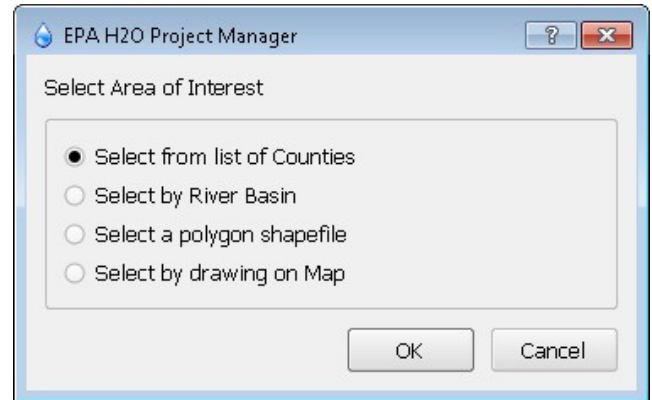 EPA H2O Project Manager
Select Area of Interest
Select from list of Counties
Select by River Basin
Select a polygon shapefile
Select by drawing on Map
OK Cancel